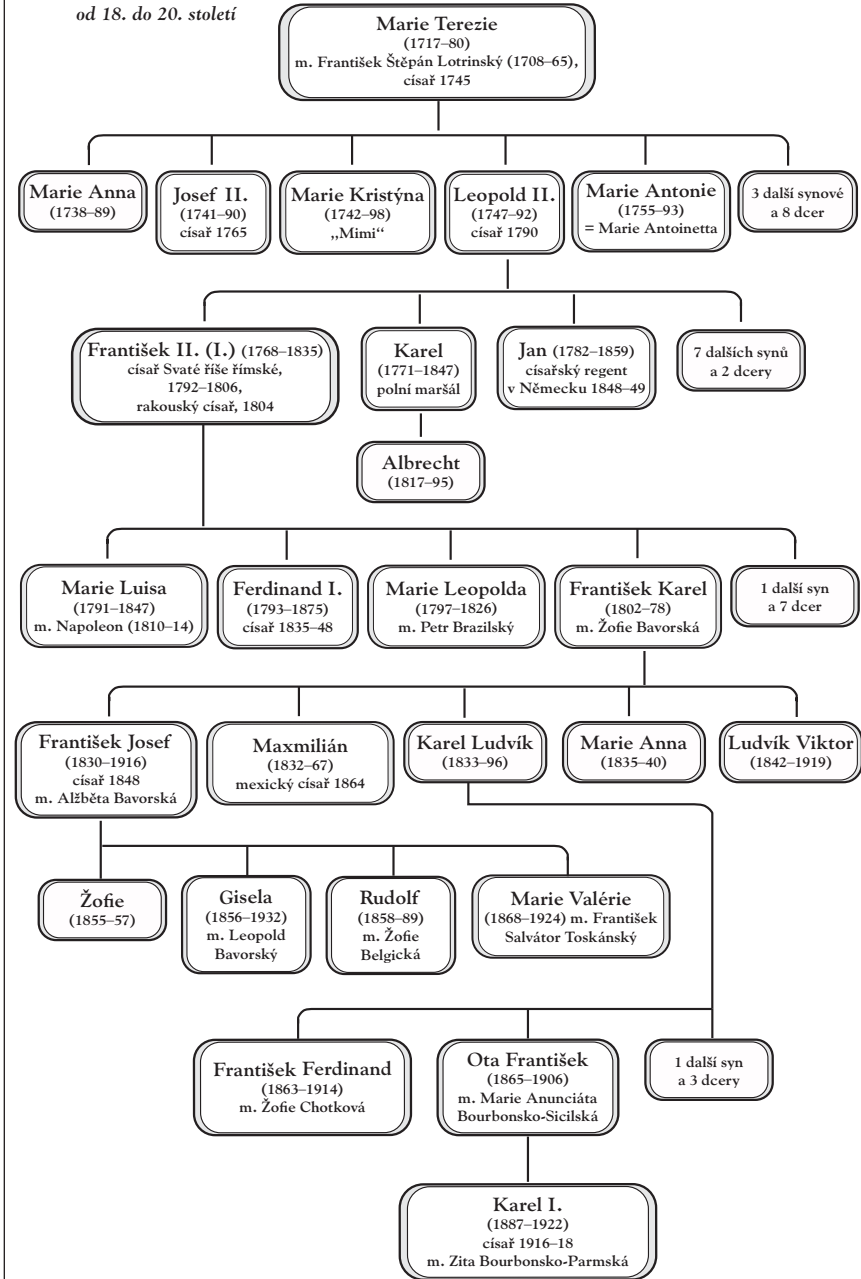 od 18. do 20. století
Marie Terezie
(1717–80)
m. František Štěpán Lotrinský (1708–65),
císař 1745
Marie Anna
(1738–89)
Josef II.
(1741–90)
císař 1765
Marie Kristýna
(1742–98)
„Mimi“
Leopold II.
(1747–92)
císař 1790
Marie Antonie
(1755–93)
= Marie Antoinetta
3 další synové
a 8 dcer
František II. (I.) (1768–1835)
císař Svaté říše římské,
1792–1806,
rakouský císař, 1804
Karel
(1771–1847)
polní maršál
Jan (1782–1859)
císařský regent
v Německu 1848–49
7 dalších synů
a 2 dcery
Albrecht
(1817–95)
Marie Luisa
(1791–1847)
m. Napoleon (1810–14)
Ferdinand I.
(1793–1875)
císař 1835–48
Marie Leopolda
(1797–1826)
m. Petr Brazilský
František Karel
(1802–78)
m. Žofie Bavorská
1 další syn
a 7 dcer
František Josef
(1830–1916)
císař 1848
m. Alžběta Bavorská
Maxmilián
(1832–67)
mexický císař 1864
Karel Ludvík
(1833–96)
Marie Anna
(1835–40)
Ludvík Viktor
(1842–1919)
Žofie
(1855–57)
Gisela
(1856–1932)
m. Leopold
Bavorský
Rudolf
(1858–89)
m. Žofie
Belgická
Marie Valérie
(1868–1924) m. František
Salvátor Toskánský
František Ferdinand
(1863–1914)
m. Žofie Chotková
Ota František
(1865–1906)
m. Marie Anunciáta
Bourbonsko-Sicilská
1 další syn
a 3 dcery
Karel I.
(1887–1922)
císař 1916–18
m. Zita Bourbonsko-Parmská